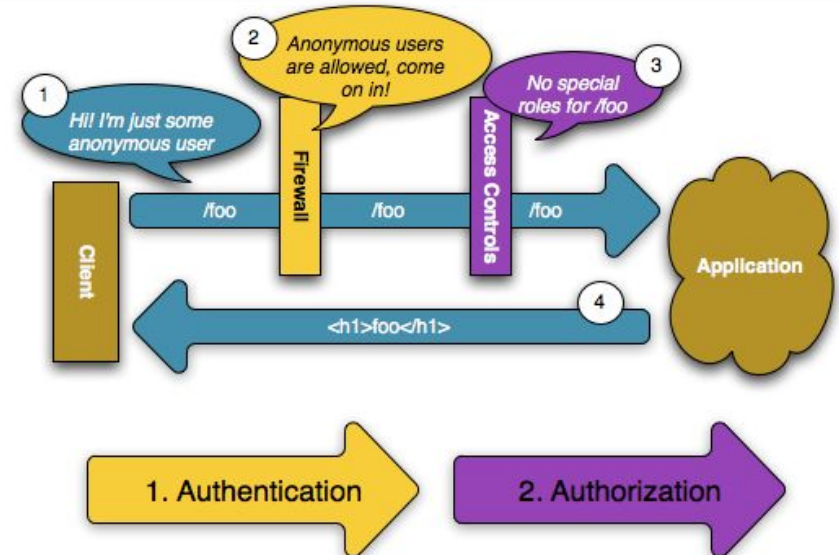 1
Hi! I'm just some
anonymous user
2
Anonymous users
are allowed, come
on in!
3
No special
roles for /foo
Client
/foo
Firewall
/foo
Access Controls
/foo
Application
4
<h1>foo</h1>
1. Authentication
2. Authorization